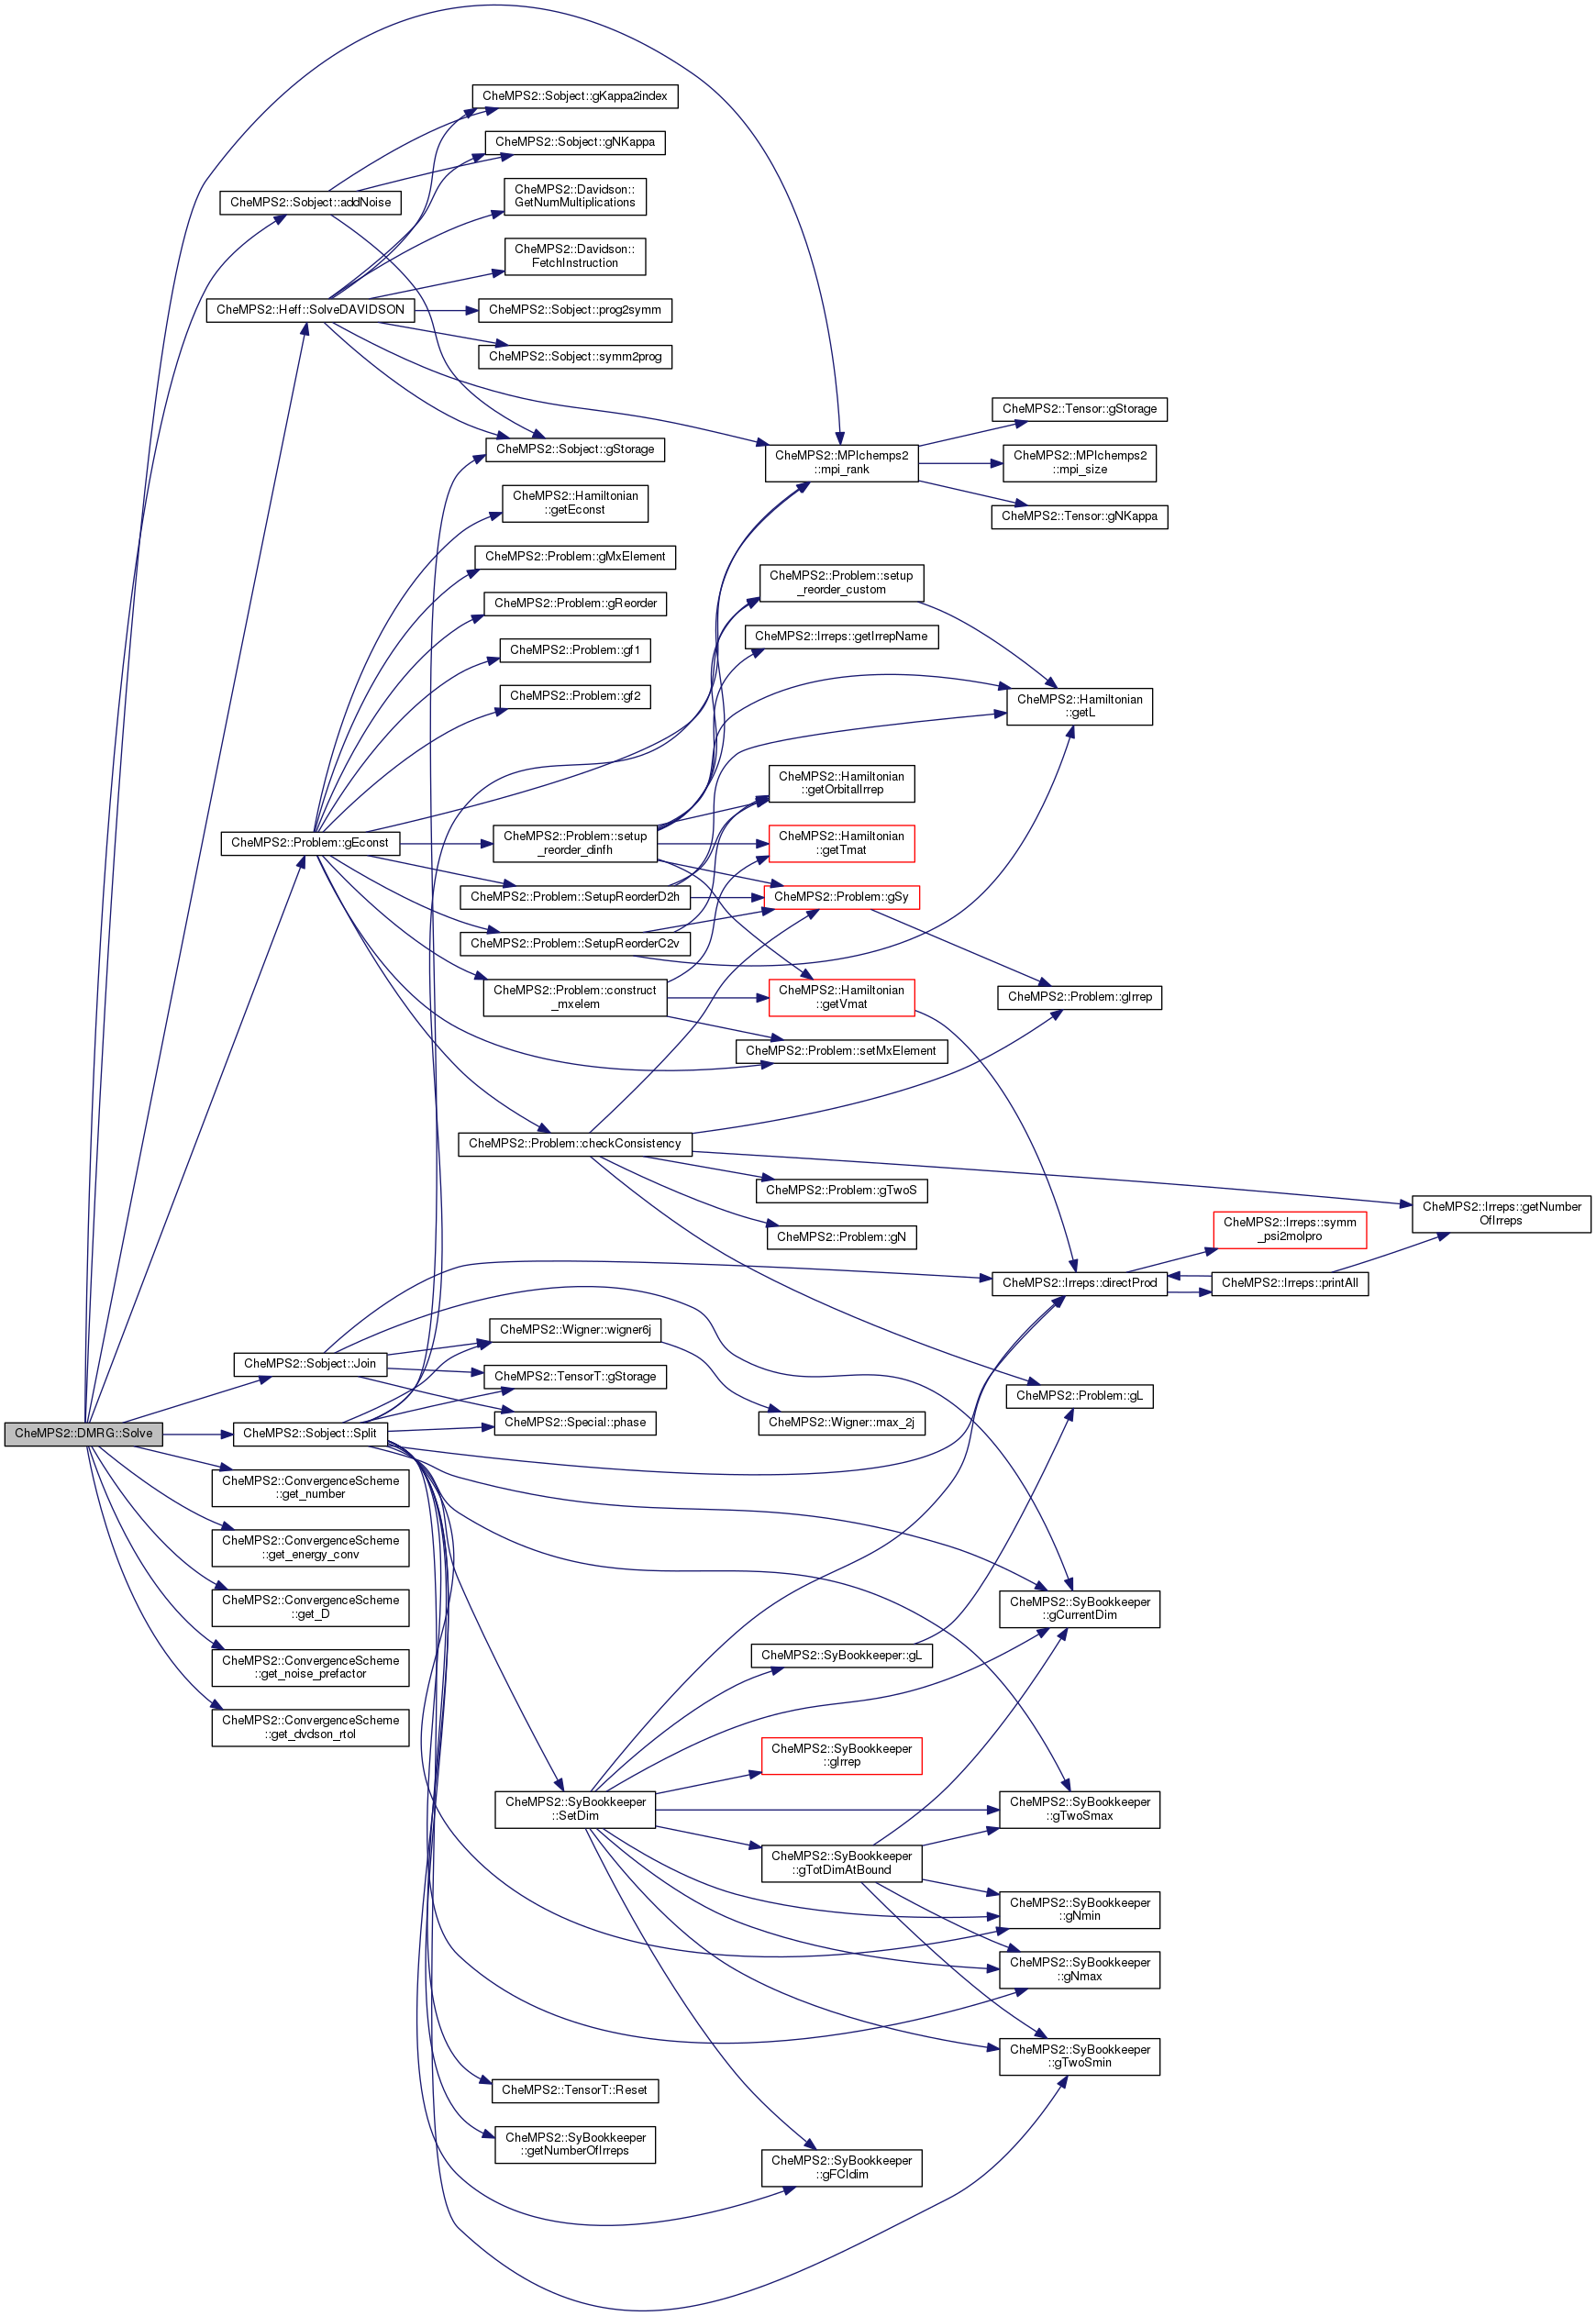 CheMPS2::Sobject::gKappa2index
CheMPS2::Sobject::gNKappa
CheMPS2::Sobject::addNoise
CheMPS2::Davidson::
GetNumMultiplications
CheMPS2::Davidson::
FetchInstruction
CheMPS2::Heff::SolveDAVIDSON
CheMPS2::Sobject::prog2symm
CheMPS2::Sobject::symm2prog
CheMPS2::Tensor::gStorage
CheMPS2::Sobject::gStorage
CheMPS2::MPIchemps2
::mpi_rank
CheMPS2::MPIchemps2
::mpi_size
CheMPS2::Hamiltonian
::getEconst
CheMPS2::Tensor::gNKappa
CheMPS2::Problem::gMxElement
CheMPS2::Problem::setup
_reorder_custom
CheMPS2::Problem::gReorder
CheMPS2::Irreps::getIrrepName
CheMPS2::Problem::gf1
CheMPS2::Problem::gf2
CheMPS2::Hamiltonian
::getL
CheMPS2::Hamiltonian
::getOrbitalIrrep
CheMPS2::Problem::gEconst
CheMPS2::Problem::setup
_reorder_dinfh
CheMPS2::Hamiltonian
::getTmat
CheMPS2::Problem::SetupReorderD2h
CheMPS2::Problem::gSy
CheMPS2::Problem::SetupReorderC2v
CheMPS2::Problem::construct
_mxelem
CheMPS2::Hamiltonian
::getVmat
CheMPS2::Problem::gIrrep
CheMPS2::Problem::setMxElement
CheMPS2::Problem::checkConsistency
CheMPS2::Problem::gTwoS
CheMPS2::Irreps::getNumber
OfIrreps
CheMPS2::Problem::gN
CheMPS2::Irreps::symm
_psi2molpro
CheMPS2::Irreps::directProd
CheMPS2::Irreps::printAll
CheMPS2::Wigner::wigner6j
CheMPS2::Sobject::Join
CheMPS2::TensorT::gStorage
CheMPS2::Problem::gL
CheMPS2::Special::phase
CheMPS2::Wigner::max_2j
CheMPS2::DMRG::Solve
CheMPS2::Sobject::Split
CheMPS2::ConvergenceScheme
::get_number
CheMPS2::ConvergenceScheme
::get_energy_conv
CheMPS2::ConvergenceScheme
::get_D
CheMPS2::SyBookkeeper
::gCurrentDim
CheMPS2::ConvergenceScheme
::get_noise_prefactor
CheMPS2::SyBookkeeper::gL
CheMPS2::ConvergenceScheme
::get_dvdson_rtol
CheMPS2::SyBookkeeper
::gIrrep
CheMPS2::SyBookkeeper
::SetDim
CheMPS2::SyBookkeeper
::gTwoSmax
CheMPS2::SyBookkeeper
::gTotDimAtBound
CheMPS2::SyBookkeeper
::gNmin
CheMPS2::SyBookkeeper
::gNmax
CheMPS2::SyBookkeeper
::gTwoSmin
CheMPS2::TensorT::Reset
CheMPS2::SyBookkeeper
::getNumberOfIrreps
CheMPS2::SyBookkeeper
::gFCIdim